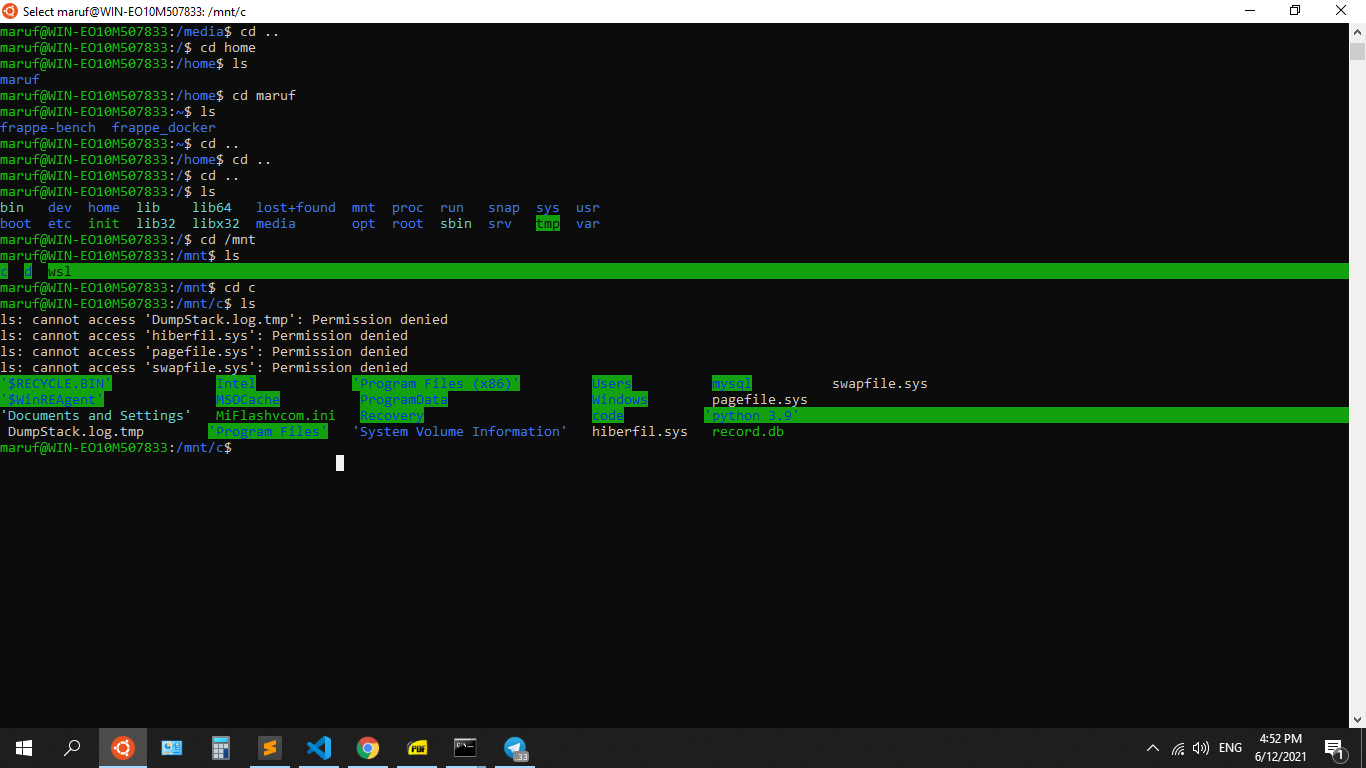 Select maruf@WIN-EO10M507833: /mnt/c
maruf@WIN-EO10M507833:/media$ cd ..
maruf@WIN-EO10M507833:/$ cd home
maruf@WIN-EO10M507833:/home$ ls
maruf
maruf@WIN-EO10M507833:/home$ cd maruf
maruf@WIN-EO10M507833:~$ ls
frappe-bench  frappe_docker
maruf@WIN-EO10M507833:~$ cd ..
maruf@WIN-EO10M507833:/home$ cd ..
maruf@WIN-EO10M507833:/$ cd ..
maruf@WIN-EO10M507833:/$ ls
bin   dev  home  lib    lib64   lost+found  mnt  proc  run   snap  sys  usr
boot  etc  init  lib32  libx32  media       opt  root  sbin  srv   tmp  var
maruf@WIN-EO10M507833:/$ cd /mnt
maruf@WIN-EO10M507833:/mnt$ ls
c  d  wsl
maruf@WIN-EO10M507833:/mnt$ cd c
maruf@WIN-EO10M507833:/mnt/c$ ls
ls: cannot access 'DumpStack.log.tmp': Permission denied
ls: cannot access 'hiberfil.sys': Permission denied
ls: cannot access 'pagefile.sys': Permission denied
ls: cannot access 'swapfile.sys': Permission denied
'$RECYCLE.BIN'             Intel            'Program Files (x86)'         Users          mysql          swapfile.sys
'$WinREAgent'              MSOCache          ProgramData                  Windows        pagefile.sys
'Documents and Settings'   MiFlashvcom.ini   Recovery                     code          'python 3.9'
 DumpStack.log.tmp        'Program Files'   'System Volume Information'   hiberfil.sys   record.db
maruf@WIN-EO10M507833:/mnt/c$
PDF
33
ENG
4:52 PM
6/12/2021
1